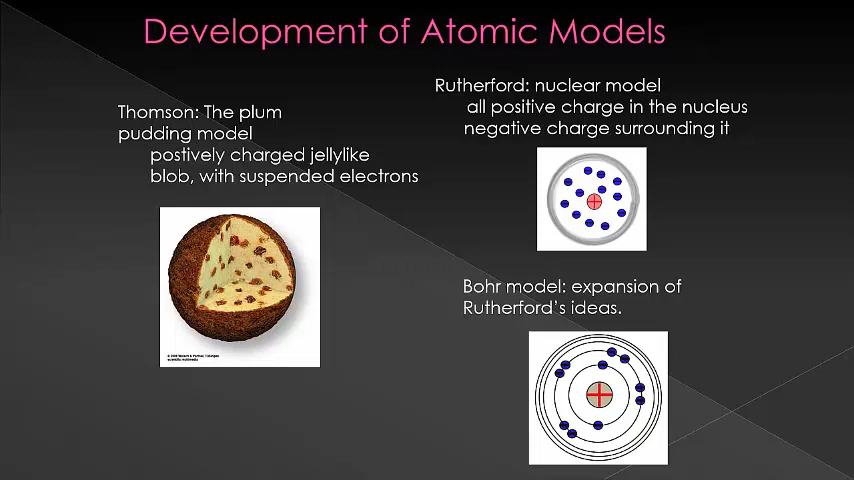 Development of Atomic Models
Thomson: The plum
pudding model
postively charged jellylike
blob, with suspended electrons
Rutherford: nuclear model
all positive charge in the nucleus
negative charge surrounding it
Bohr model: expansion of
Rutherford's ideas.